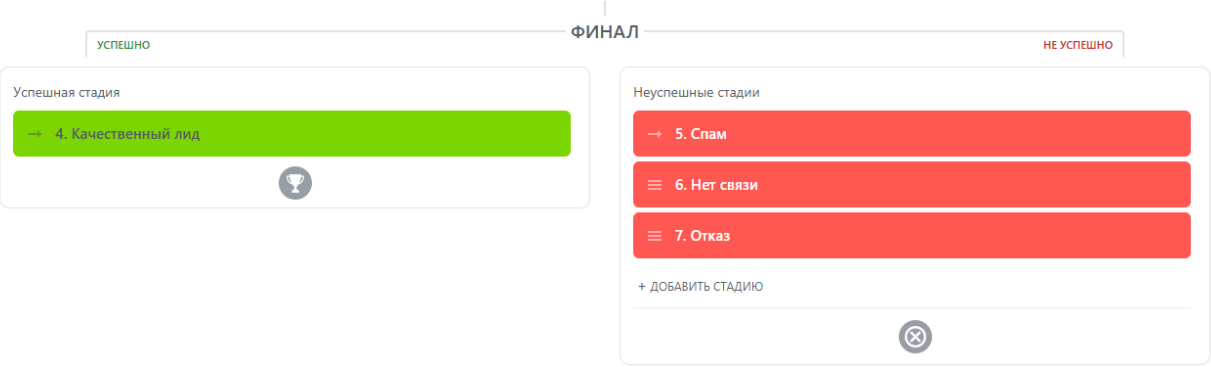 ФИНАЛ
УСПЕШНО
НЕ УСПЕШНО
Успешная стадия
4. Качественный лид
Неуспешные стадии
5. Спам
6. Нет связи
7. Отказ
+ ДОБАВИТЬ СТАДИЮ